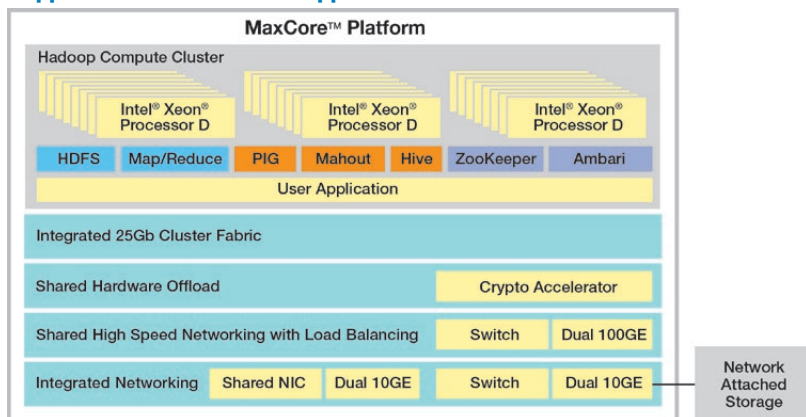 MaxCore™ Platform
Hadoop Compute Cluster
Intel® Xeon®
Processor D
Intel® Xeon®
Processor D
Intel® Xeon®
Processor D
HDFS
Map/Reduce
PIG
Mahout
Hive
ZooKeeper
Ambari
User Application
Integrated 25Gb Cluster Fabric
Shared Hardware Offload
Crypto Accelerator
Shared High Speed Networking with Load Balancing
Switch
Dual 100GE
Integrated Networking
Shared NIC
Dual 10GE
Switch
Dual 10GE
Network
Attached
Storage